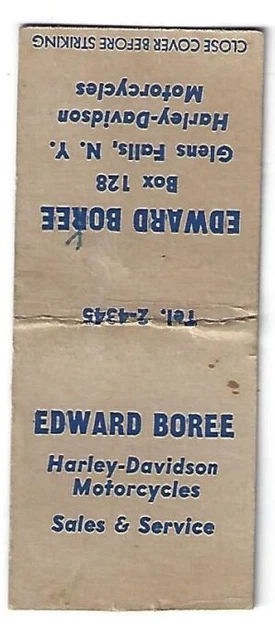 EDWARD BOREE
Harley-Davidson
Motorcycles
Sales & Service
Tel. 2-4345
EDWARD BOREE
Box 128
Glens Falls, N. Y.
Harley-Davidson
Motorcycles
CLOSE COVER BEFORE STRIKING